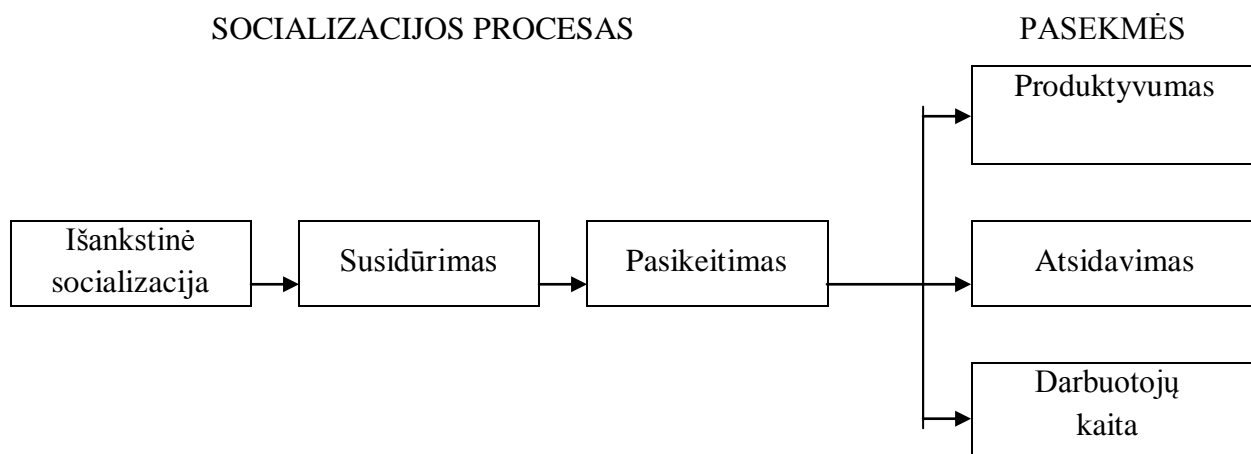 SOCIALIZACIJOS PROCESAS
PASEKMĖS
Išankstinė
socializacija
Susidūrimas
Pasikeitimas
Produktyvumas
Atsidavimas
Darbuotojų
kaita